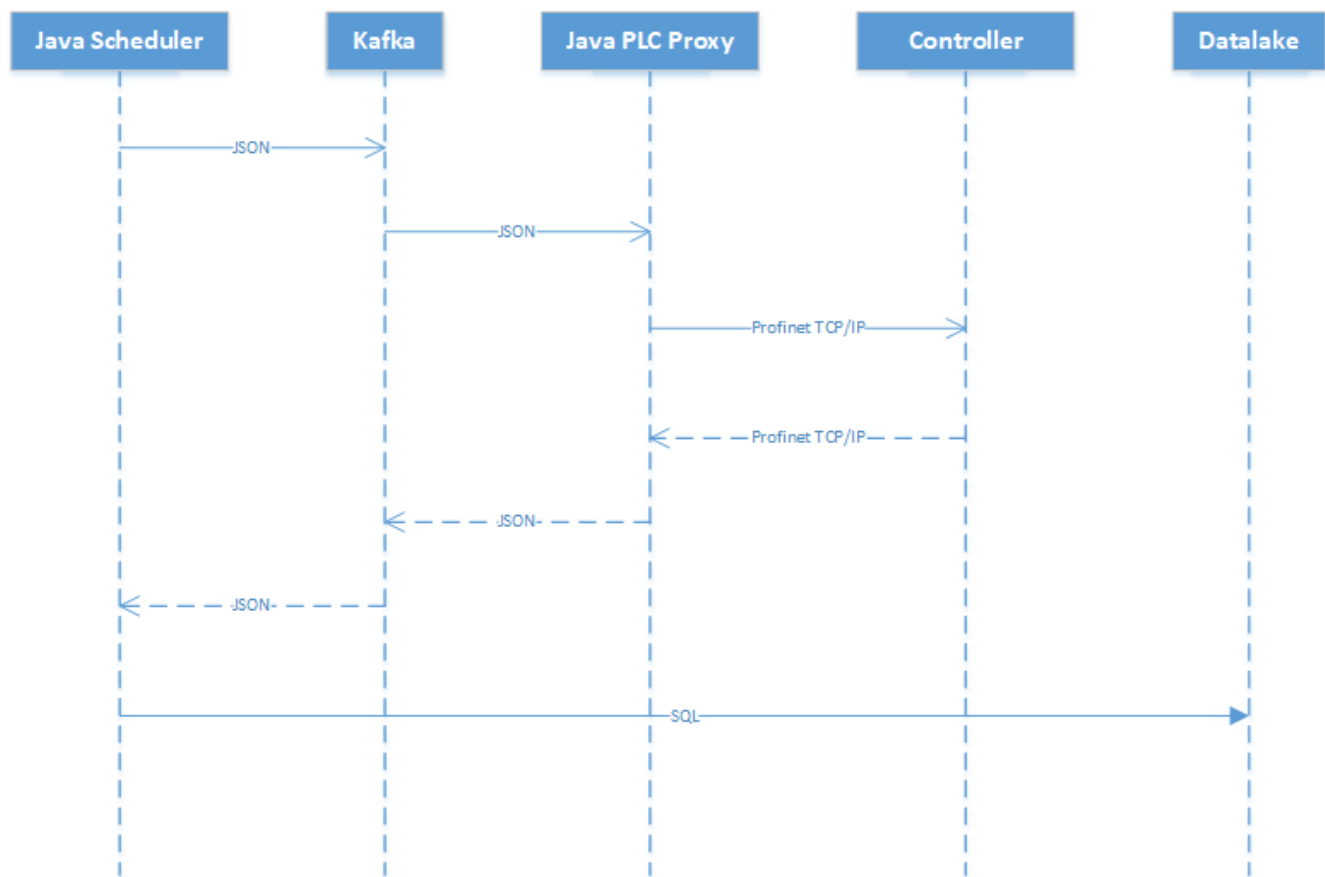 Java Scheduler
Kafka
Java PLC Proxy
Controller
Datalake
JSON
JSON
Profinet TCP/IP
Profinet TCP/IP
JSON
JSON
SQL